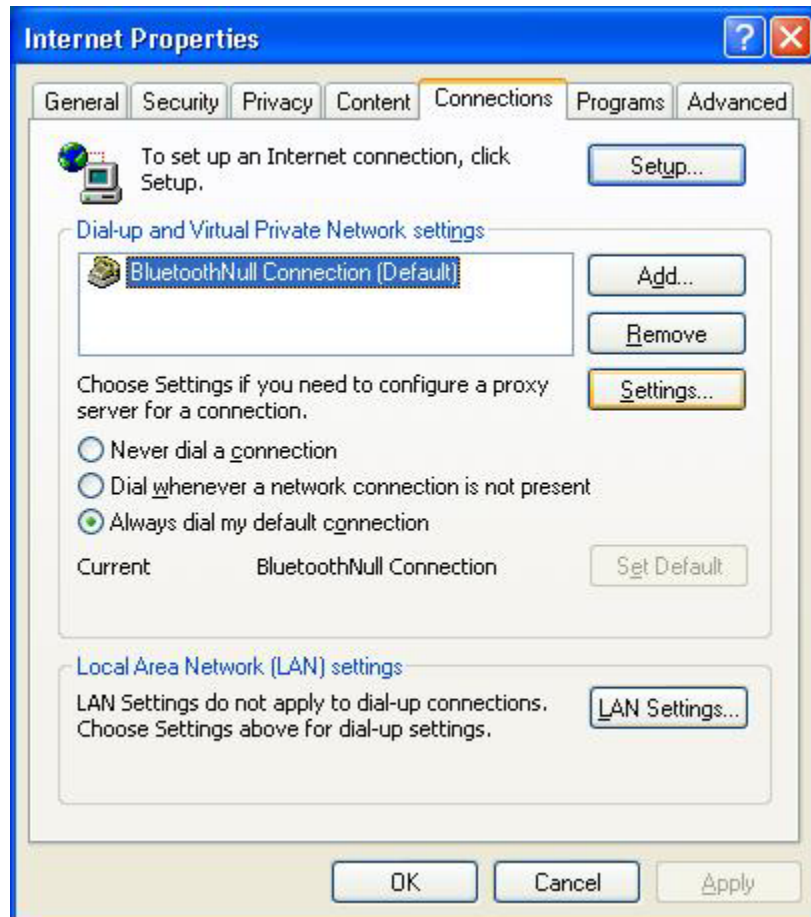 Internet Properties
General Security Privacy Content Connections Programs Advanced
To set up an Internet connection, click
Setup.
Setup...
Dial-up and Virtual Private Network settings
BluetoothNull Connection (Default)
Add...
Remove
Choose Settings if you need to configure a proxy
server for a connection.
Settings...
Never dial a connection
Dial whenever a network connection is not present
Always dial my default connection
Current BluetoothNull Connection Set Default
Local Area Network (LAN) settings
LAN Settings do not apply to dial-up connections.
Choose Settings above for dial-up settings.
LAN Settings...
OK Cancel Apply